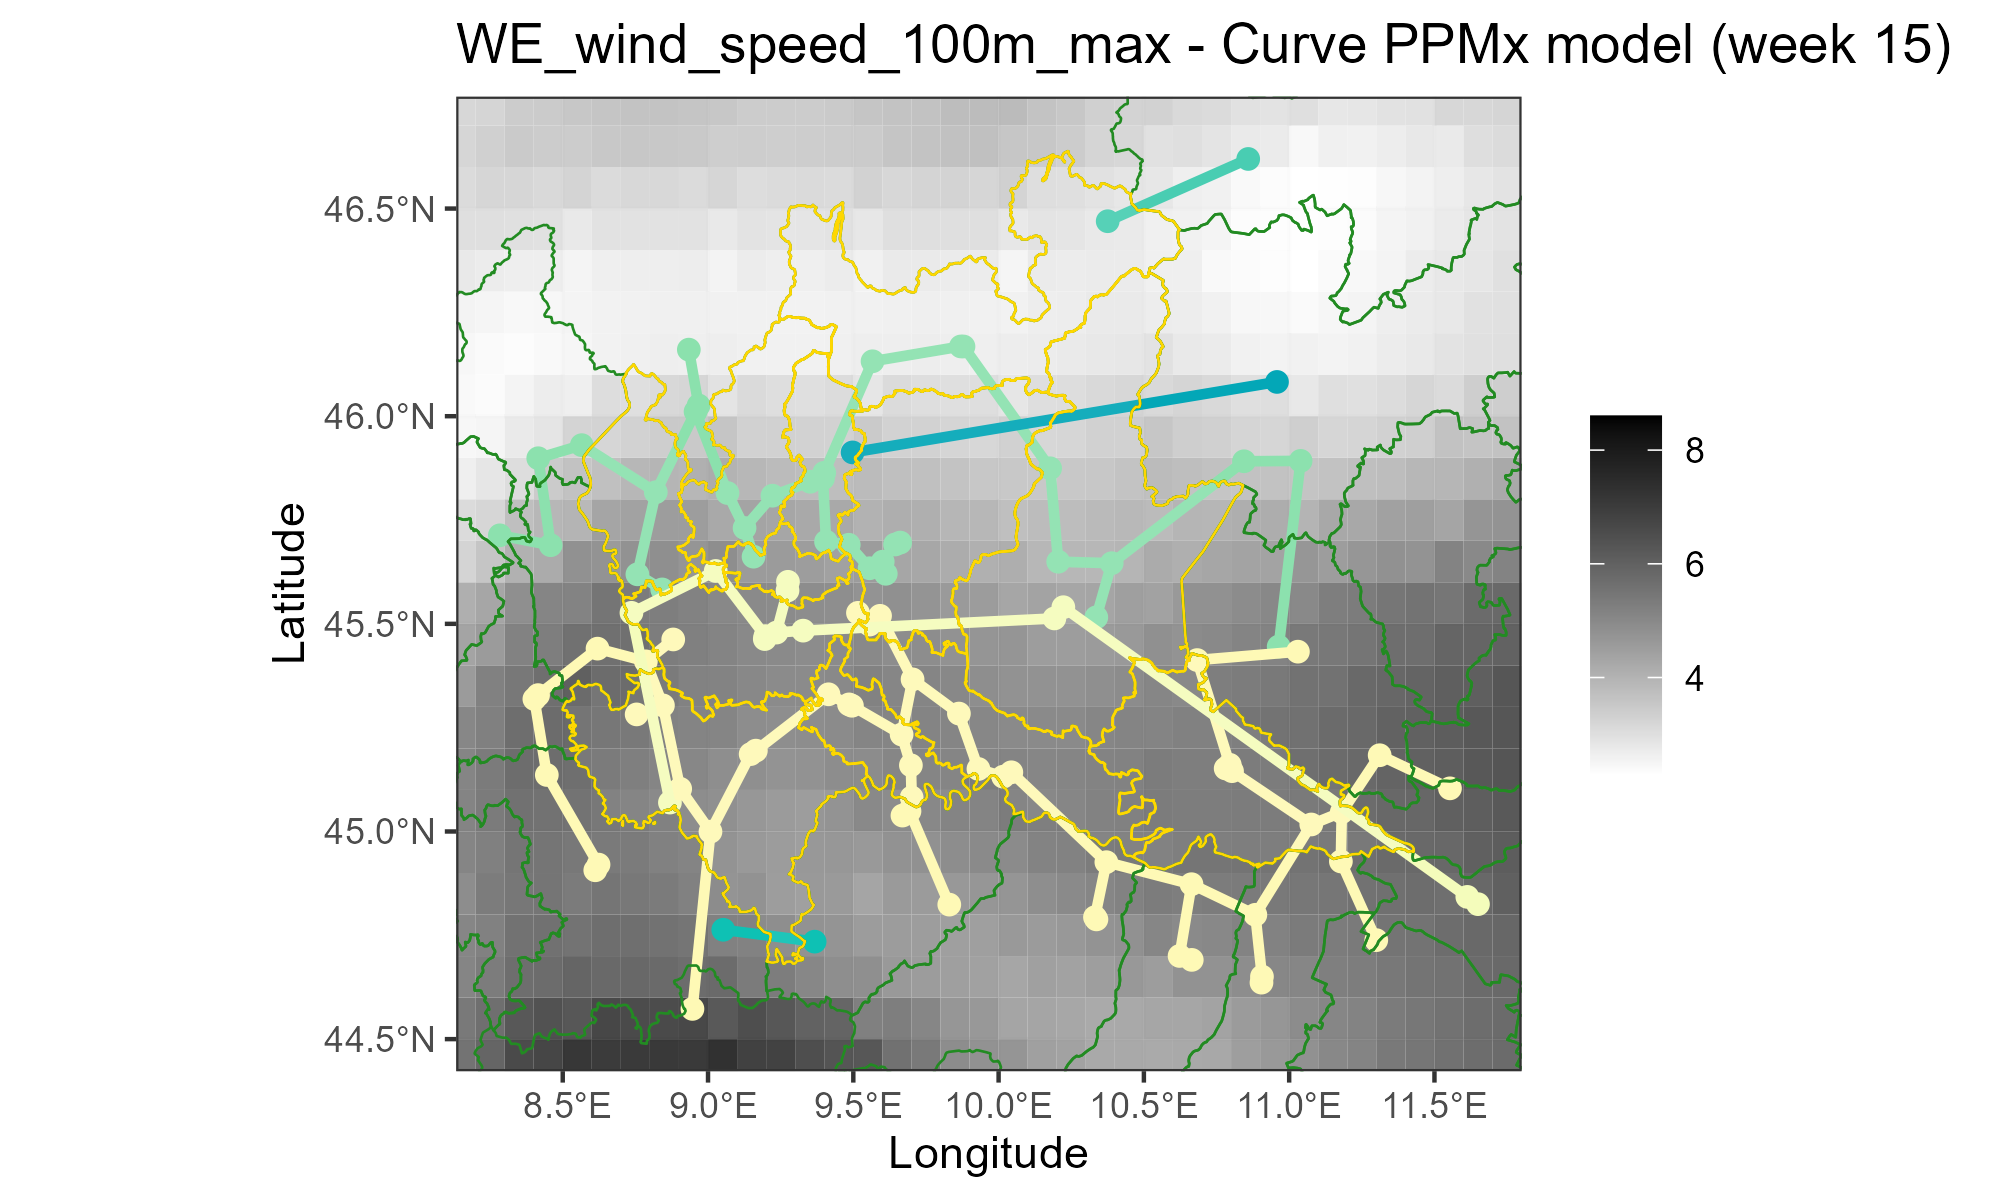 WE_wind_speed_100m_max - Curve PPMx model (week 15)
46.5°N
46.0°N
45.5°N
45.0°N
44.5°N
Latitude
8
6
4
8.5°E 9.0°E 9.5°E 10.0°E 10.5°E 11.0°E 11.5°E
Longitude